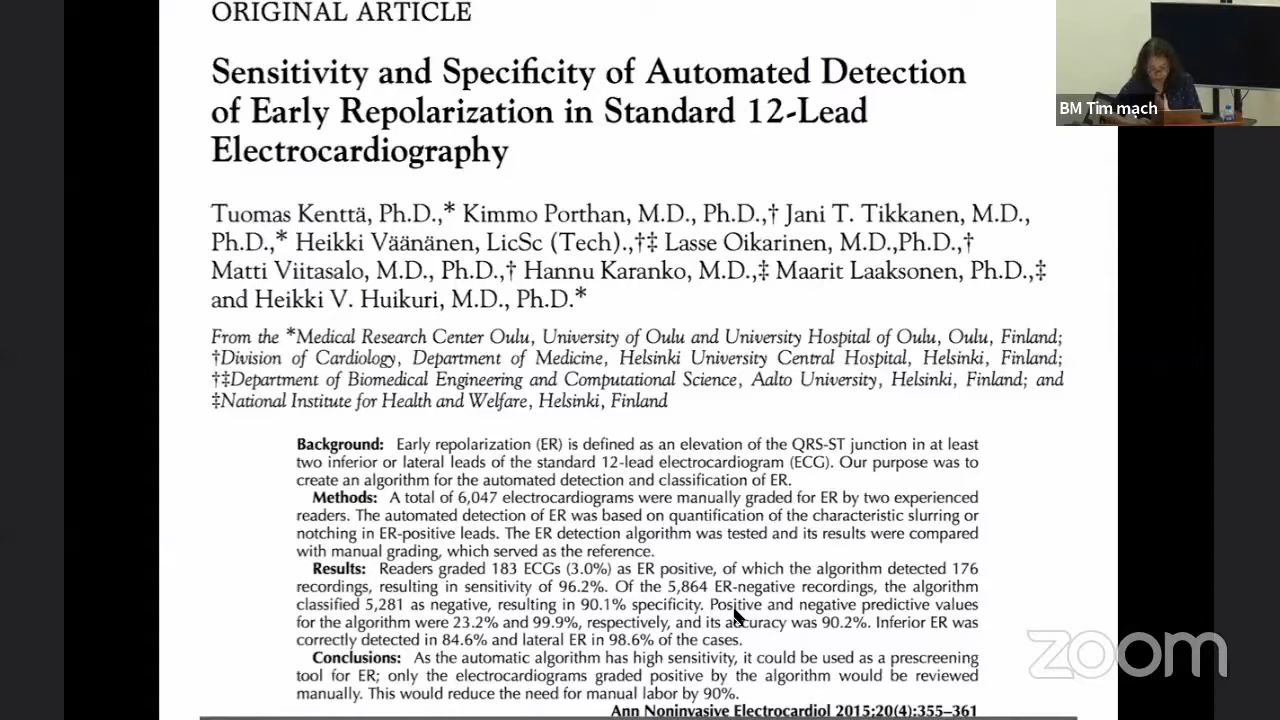 ORIGINAL ARTICLE
Sensitivity and Specificity of Automated Detection
of Early Repolarization in Standard 12-Lead
Electrocardiography
Tuomas Kenttä, Ph.D.,* Kimmo Porthan, M.D., Ph.D.,† Jani T. Tikkanen, M.D.,
Ph.D.,* Heikki Väänänen, LicSc (Tech).,†‡ Lasse Oikarinen, M.D.,Ph.D.,†
Matti Viitasalo, M.D., Ph.D.,† Hannu Karanko, M.D.,‡ Maarit Laaksonen, Ph.D.,‡
and Heikki V. Huikuri, M.D., Ph.D.*
From the *Medical Research Center Oulu, University of Oulu and University Hospital of Oulu, Oulu, Finland;
†Division of Cardiology, Department of Medicine, Helsinki University Central Hospital, Helsinki, Finland;
†‡Department of Biomedical Engineering and Computational Science, Aalto University, Helsinki, Finland; and
‡National Institute for Health and Welfare, Helsinki, Finland
Background: Early repolarization (ER) is defined as an elevation of the QRS-ST junction in at least
two inferior or lateral leads of the standard 12-lead electrocardiogram (ECG). Our purpose was to
create an algorithm for the automated detection and classification of ER.
Methods: A total of 6,047 electrocardiograms were manually graded for ER by two experienced
readers. The automated detection of ER was based on quantification of the characteristic slurring or
notching in ER-positive leads. The ER detection algorithm was tested and its results were compared
with manual grading, which served as the reference.
Results: Readers graded 183 ECGs (3.0%) as ER positive, of which the algorithm detected 176
recordings, resulting in sensitivity of 96.2%. Of the 5,864 ER-negative recordings, the algorithm
classified 5,281 as negative, resulting in 90.1% specificity. Positive and negative predictive values
for the algorithm were 23.2% and 99.9%, respectively, and its accuracy was 90.2%. Inferior ER was
correctly detected in 84.6% and lateral ER in 98.6% of the cases.
Conclusions: As the automatic algorithm has high sensitivity, it could be used as a prescreening
tool for ER; only the electrocardiograms graded positive by the algorithm would be reviewed
manually. This would reduce the need for manual labor by 90%.
Ann Noninvasive Electrocardiol 2015;20(4):355–361
BM Tim mạch
zoom